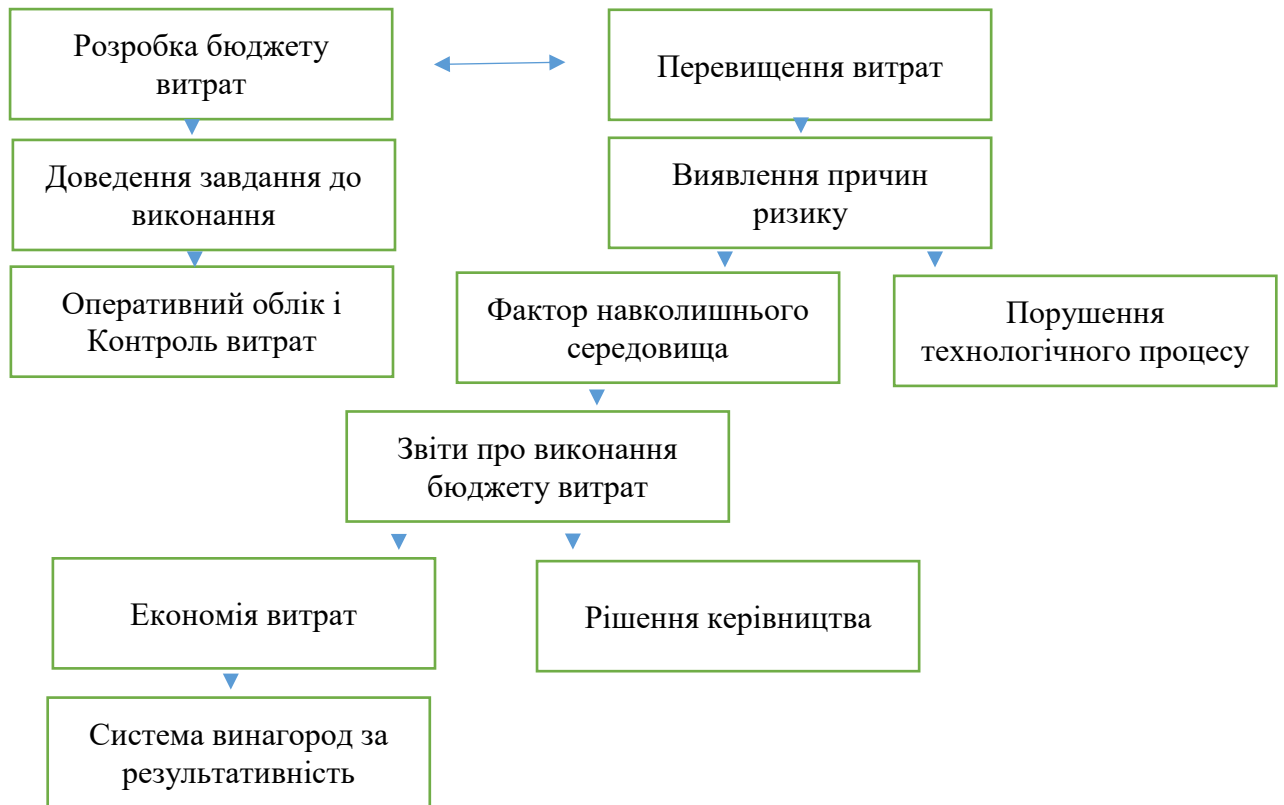 Розробка бюджету
витрат
Перевищення витрат
Доведення завдання до
виконання
Виявлення причин
ризику
Оперативний облік і
Контроль витрат
Фактор навколишнього
середовища
Порушення
технологічного процесу
Звіти про виконання
бюджету витрат
Економія витрат
Рішення керівництва
Система винагород за
результативність